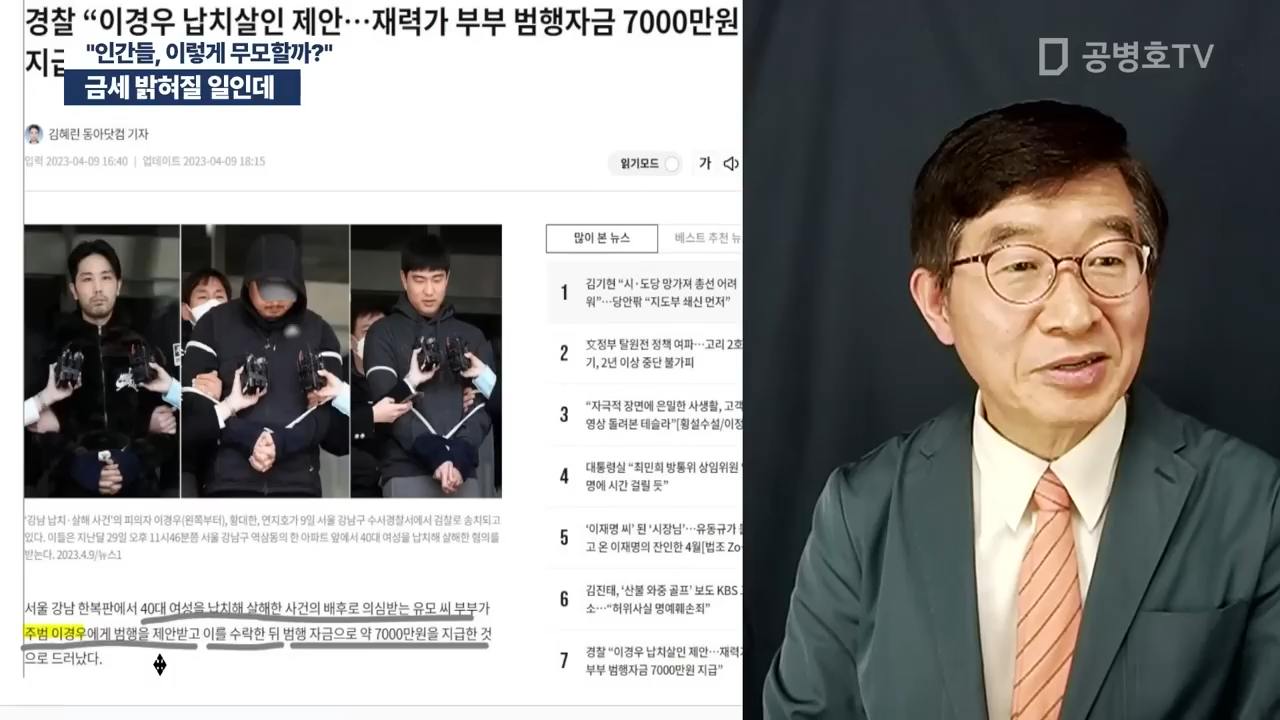 경찰 “이경우 납치살인 제안…재력가 부부 범행자금 7000만원
지급
"인간들, 이렇게 무모할까?"
금세 밝혀질 일인데
공병호TV
김혜린 동아닷컴 기자
입력 2023-04-09 16:40 | 업데이트 2023-04-09 18:15
읽기모드
가
‘강남 납치·살해 사건’의 피의자 이경우(왼쪽부터), 황대한, 연지호가 9일 서울 강남구 수서경찰서에서 검찰로 송치되고
있다. 이들은 지난달 29일 오후 11시46분쯤 서울 강남구 역삼동의 한 아파트 앞에서 40대 여성을 납치해 살해한 혐의를
받는다. 2023.4.9/뉴스1
서울 강남 한복판에서 40대 여성을 납치해 살해한 사건의 배후로 의심받는 유모 씨 부부가
주범 이경우에게 범행을 제안받고 이를 수락한 뒤 범행 자금으로 약 7000만원을 지급한 것
으로 드러났다.
많이 본 뉴스
베스트 추천 뉴
1
김기현 “시·도당 망가져 총선 어려
워”…당안팎 “지도부 쇄신 먼저”
2
文정부 탈원전 정책 여파…고리 2호
기, 2년 이상 중단 불가피
3
“자극적 장면에 은밀한 사생활, 고객
영상 돌려본 테슬라”[횡설수설/이정
4
대통령실 “최민희 방통위 상임위원
명에 시간 걸릴 듯”
5
‘이재명 씨’ 된 ‘시장님’…유동규가 들
고 온 이재명의 잔인한 4월[법조 Zo
6
김진태, ‘산불 와중 골프’ 보도 KBS
소…“허위사실 명예훼손죄”
7
경찰 “이경우 납치살인 제안…재력
부부 범행자금 7000만원 지급”